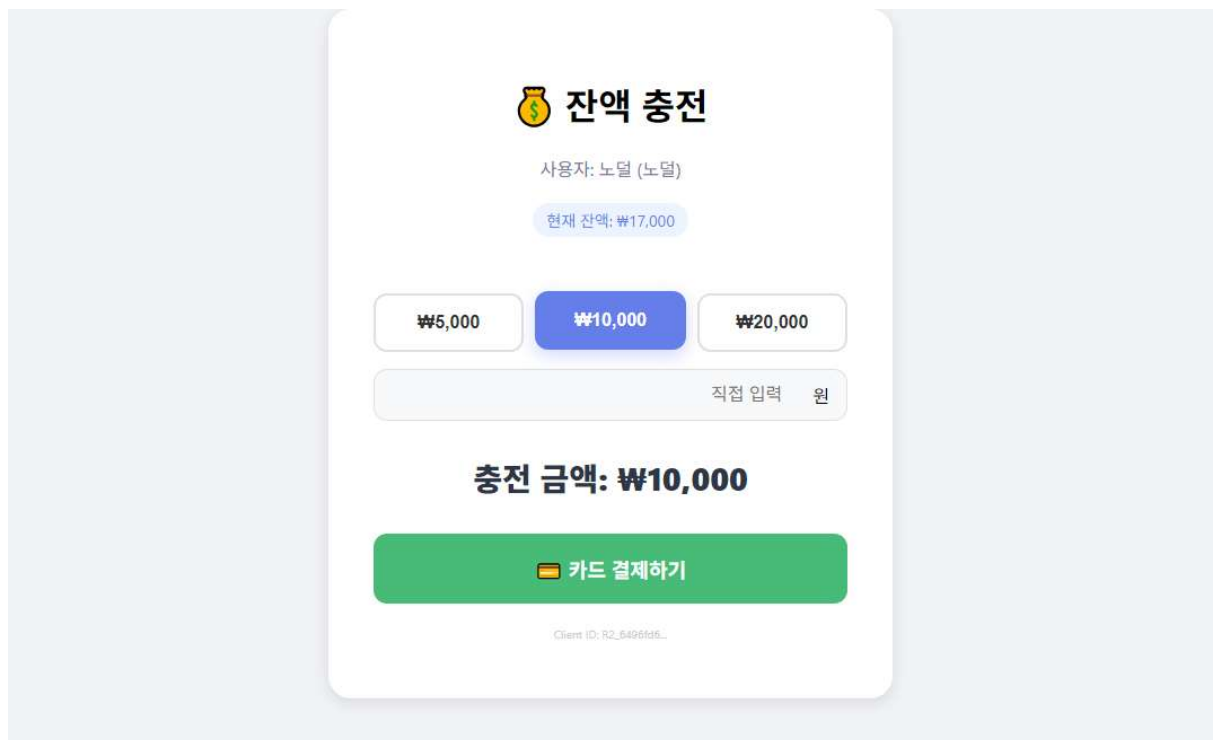 잔액 충전
사용자: 노덜 (노덜)
현재 잔액: ₩17,000
₩5,000 ₩10,000 ₩20,000
직접 입력 원
충전 금액: ₩10,000
카드 결제하기
Client ID: R2_6496fd6...